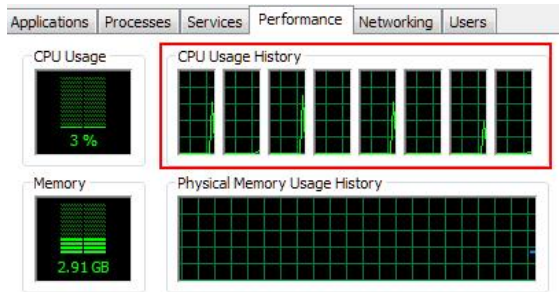 Applications Processes Services Performance Networking Users
CPU Usage CPU Usage History
3 %
Memory Physical Memory Usage History
2.91 GB